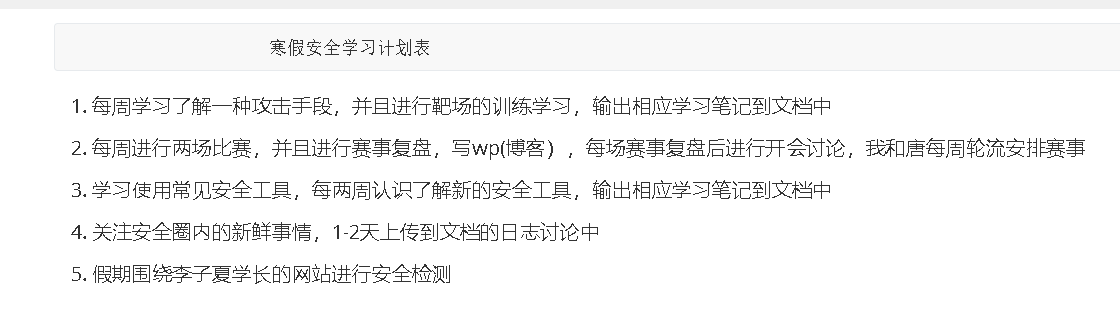 寒假安全学习计划表
1. 每周学习了解一种攻击手段，并且进行靶场的训练学习，输出相应学习笔记到文档中
2. 每周进行两场比赛，并且进行赛事复盘，写wp(博客），每场赛事复盘后进行开会讨论，我和唐每周轮流安排赛事
3. 学习使用常见安全工具，每两周认识了解新的安全工具，输出相应学习笔记到文档中
4. 关注安全圈内的新鲜事情，1-2天上传到文档的日志讨论中
5. 假期围绕李子夏学长的网站进行安全检测